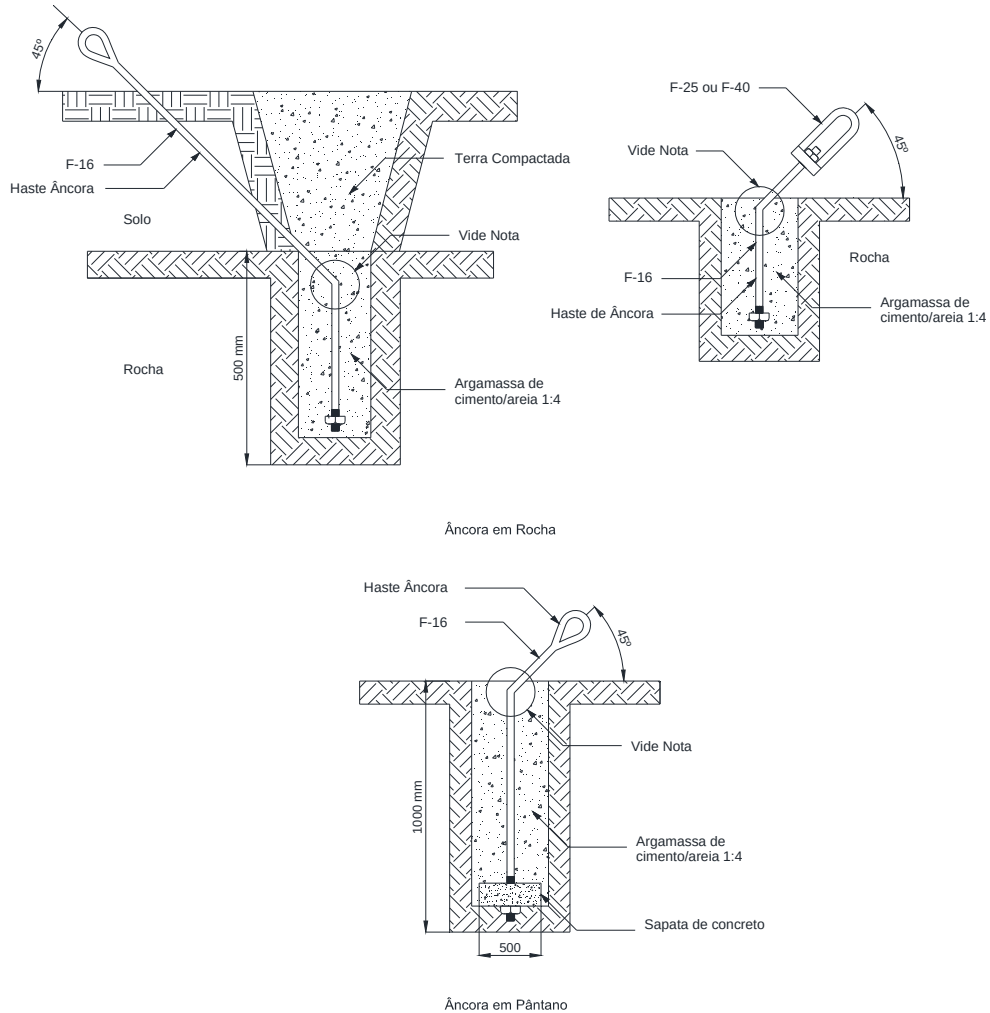 45º
F-16
Haste Âncora
Solo
Terra Compactada
Vide Nota
500 mm
Rocha
Argamassa de
cimento/areia 1:4
F-25 ou F-40
Vide Nota
45º
Rocha
F-16
Haste de Âncora
Argamassa de
cimento/areia 1:4
Âncora em Rocha
Haste Âncora
F-16
45º
Vide Nota
1000 mm
Argamassa de
cimento/areia 1:4
Sapata de concreto
500
Âncora em Pântano